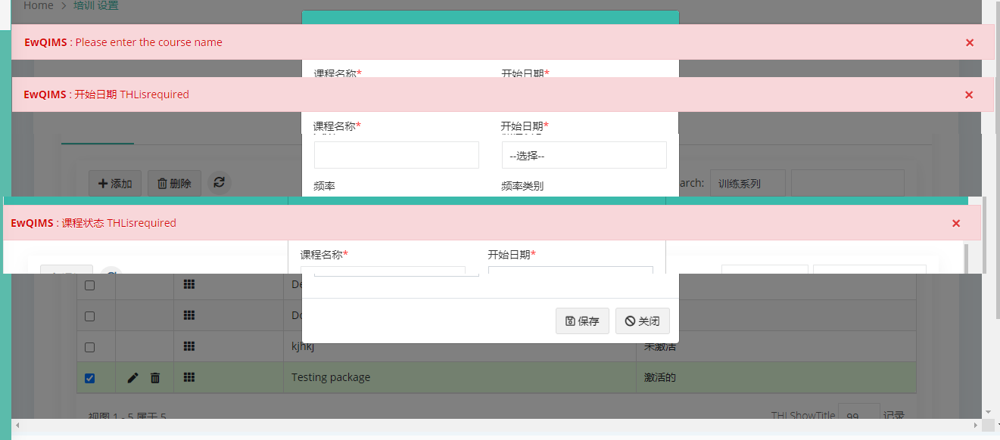 Home > 培训 设置
EwQIMS : Please enter the course name
课程名称* 开始日期*
EwQIMS : 开始日期 THLisrequired
课程名称* 开始日期*
--选择--
添加 删除 arch: 训练系列
频率 频率类别
EwQIMS : 课程状态 THLisrequired
课程名称* 开始日期*
保存 关闭
kjhkj 未激活
Testing package 激活的
视图 1 - 5 属于 5 THLShowTitle 99 记录